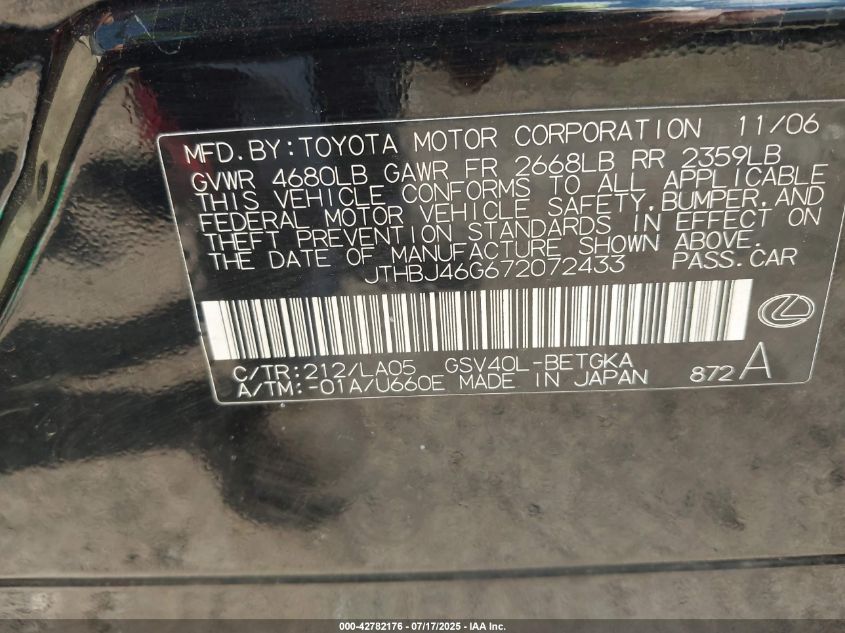 MFD. BY: TOYOTA MOTOR CORPORATION 11/06
GVWR 4680LB GAWR FR 2668LB RR 2359LB
THIS VEHICLE CONFORMS TO ALL APPLICABLE
FEDERAL MOTOR VEHICLE SAFETY, BUMPER, AND
THEFT PREVENTION STANDARDS IN EFFECT ON
THE DATE OF MANUFACTURE SHOWN ABOVE.
JTHBJ46G672072433 PASS. CAR
C/TR: 212/LA05 GSV40L-BETGKA
A/TM: -01A/U660E MADE IN JAPAN 872A
000-42782176 - 07/17/2025 - IAA Inc.